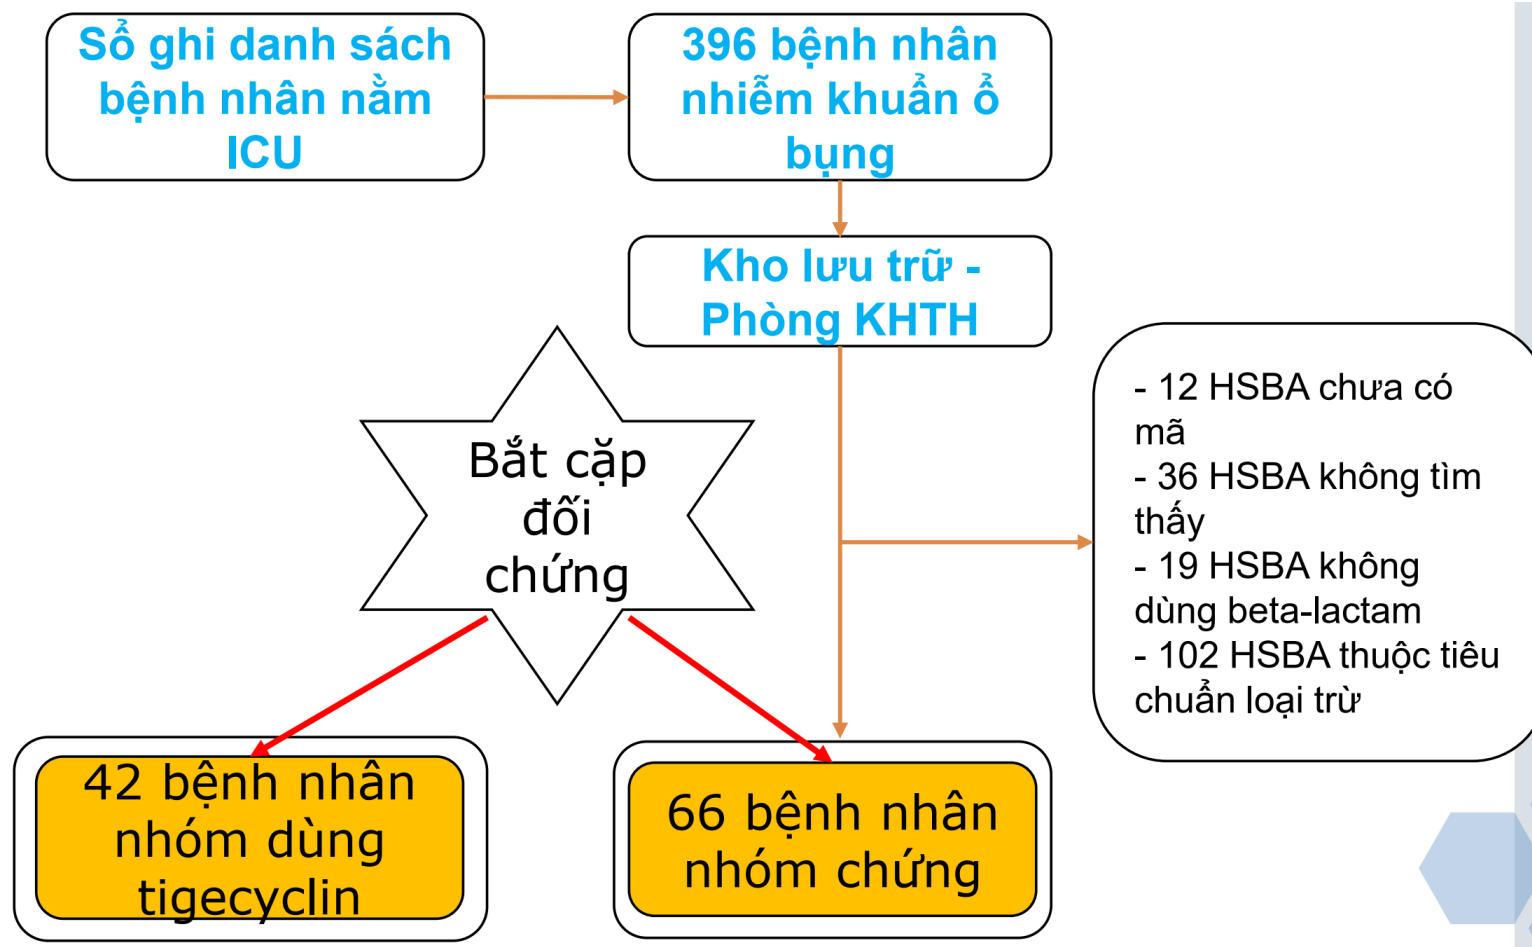 Sổ ghi danh sách
bệnh nhân nằm
ICU
396 bệnh nhân
nhiễm khuẩn ổ
bụng
Kho lưu trữ -
Phòng KHTH
- 12 HSBA chưa có
mã
- 36 HSBA không tìm
thấy
- 19 HSBA không
dùng beta-lactam
- 102 HSBA thuộc tiêu
chuẩn loại trừ
Bắt cặp
đối
chứng
42 bệnh nhân
nhóm dùng
tigecyclin
66 bệnh nhân
nhóm chứng